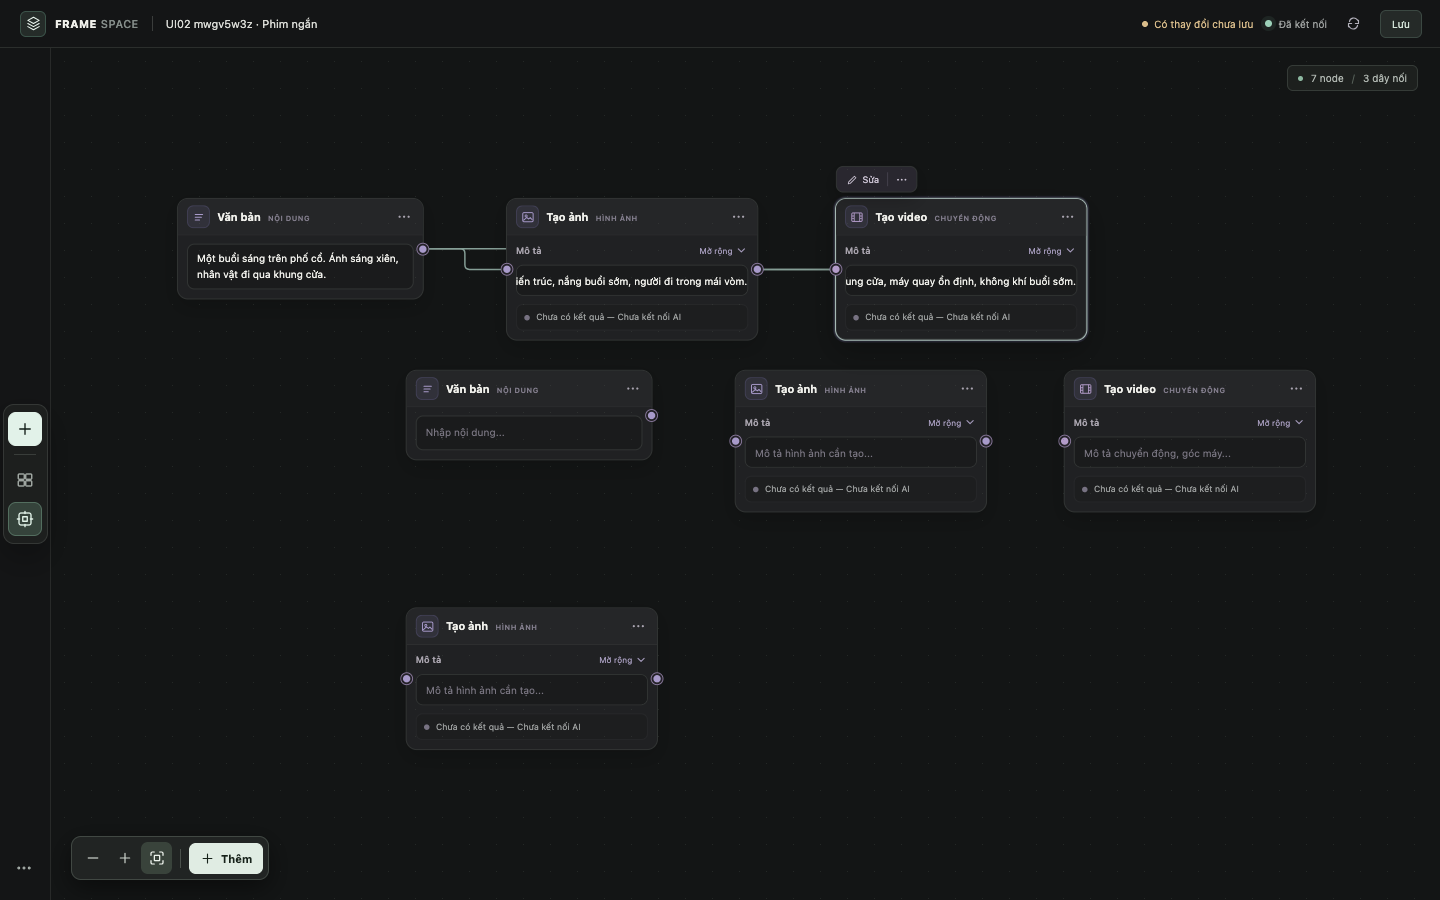 FRAME SPACE
UI02 mwgv5w3z · Phim ngắn
Có thay đổi chưa lưu
Đã kết nối
Lưu
7 node / 3 dây nối
Sửa
Văn bản NỘI DUNG
Một buổi sáng trên phố cổ. Ánh sáng xiên,
nhân vật đi qua khung cửa.
Tạo ảnh HÌNH ẢNH
Mô tả Mở rộng
iến trúc, nắng buổi sớm, người đi trong mái vòm.
Chưa có kết quả — Chưa kết nối AI
Tạo video CHUYỂN ĐỘNG
Mô tả Mở rộng
ung cửa, máy quay ổn định, không khí buổi sớm.
Chưa có kết quả — Chưa kết nối AI
Văn bản NỘI DUNG
Nhập nội dung...
Tạo ảnh HÌNH ẢNH
Mô tả Mở rộng
Mô tả hình ảnh cần tạo...
Chưa có kết quả — Chưa kết nối AI
Tạo video CHUYỂN ĐỘNG
Mô tả Mở rộng
Mô tả chuyển động, góc máy...
Chưa có kết quả — Chưa kết nối AI
Tạo ảnh HÌNH ẢNH
Mô tả Mở rộng
Mô tả hình ảnh cần tạo...
Chưa có kết quả — Chưa kết nối AI
Thêm